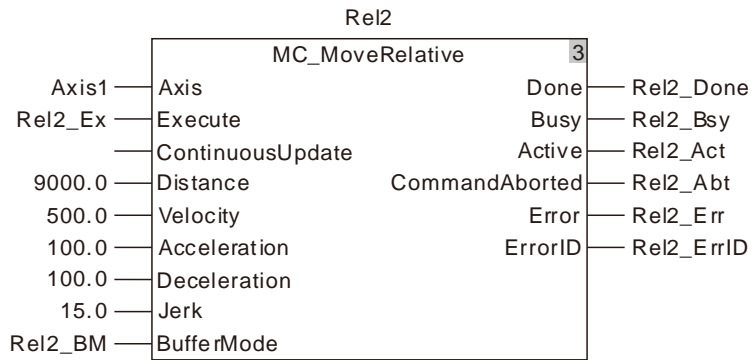 Rel2
MC_MoveRelative 3
Axis1 Axis Done Rel2_Done
Rel2_Ex Execute Busy Rel2_Bsy
ContinuousUpdate Active Rel2_Act
9000.0 Distance CommandAborted Rel2_Abt
500.0 Velocity Error Rel2_Err
100.0 Acceleration ErrorID Rel2_ErrID
100.0 Deceleration
15.0 Jerk
Rel2_BM BufferMode